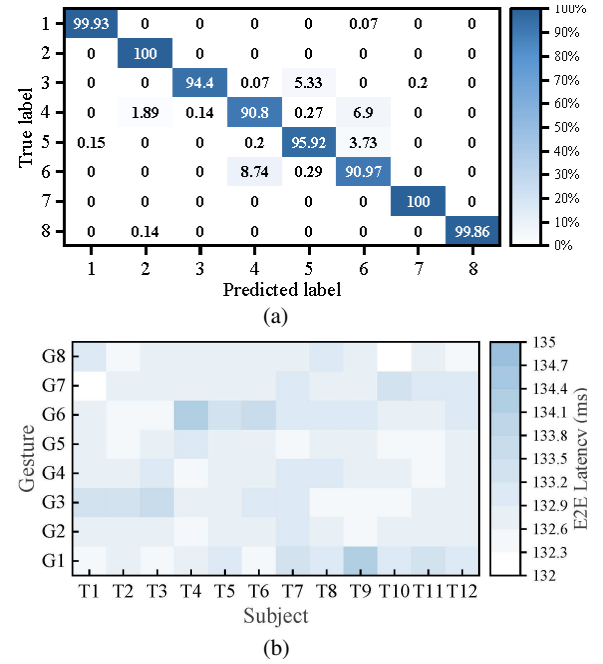 1 99.93 0 0 0 0 0.07 0 0 100%
2 0 100 0 0 0 0 0 0 90%
3 0 0 94.4 0.07 5.33 0 0.2 0 80%
4 0 1.89 0.14 90.8 0.27 6.9 0 0 70%
5 0.15 0 0 0.2 95.92 3.73 0 0 60%
6 0 0 0 8.74 0.29 90.97 0 0 50%
7 0 0 0 0 0 0 100 0 40%
8 0 0.14 0 0 0 0 0 99.86 30%
20%
10%
0%
True label
1 2 3 4 5 6 7 8
Predicted label
(a)
G8
G7
G6
G5
G4
G3
G2
G1
Gesture
T1 T2 T3 T4 T5 T6 T7 T8 T9 T10 T11 T12
Subject
135
134.7
134.4
134.1
133.8
133.5
133.2
132.9
132.6
132.3
132
E2E Latency (ms)
(b)